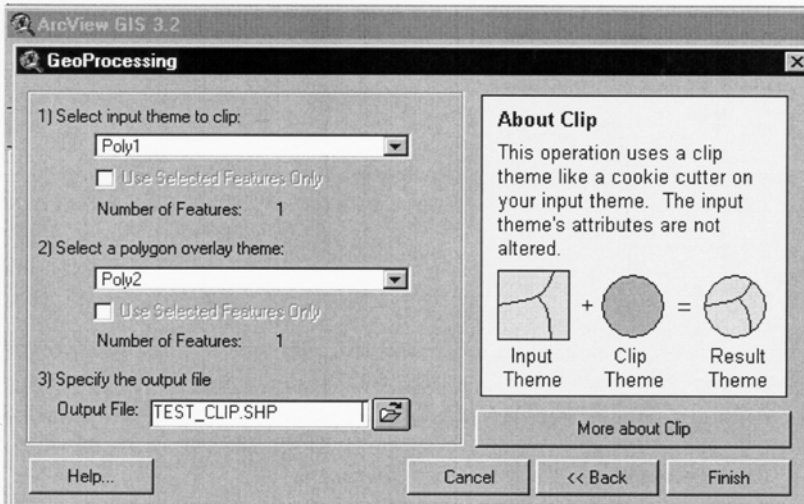 ArcView GIS 3.2
GeoProcessing
1) Select input theme to clip:
Poly1
Use Selected Features Only
Number of Features: 1
2) Select a polygon overlay theme:
Poly2
Use Selected Features Only
Number of Features: 1
3) Specify the output file
Output File: TEST_CLIP.SHP
About Clip
This operation uses a clip
theme like a cookie cutter on
your input theme. The input
theme's attributes are not
altered.
+ =
Input Clip Result
Theme Theme Theme
More about Clip
Help... Cancel << Back Finish